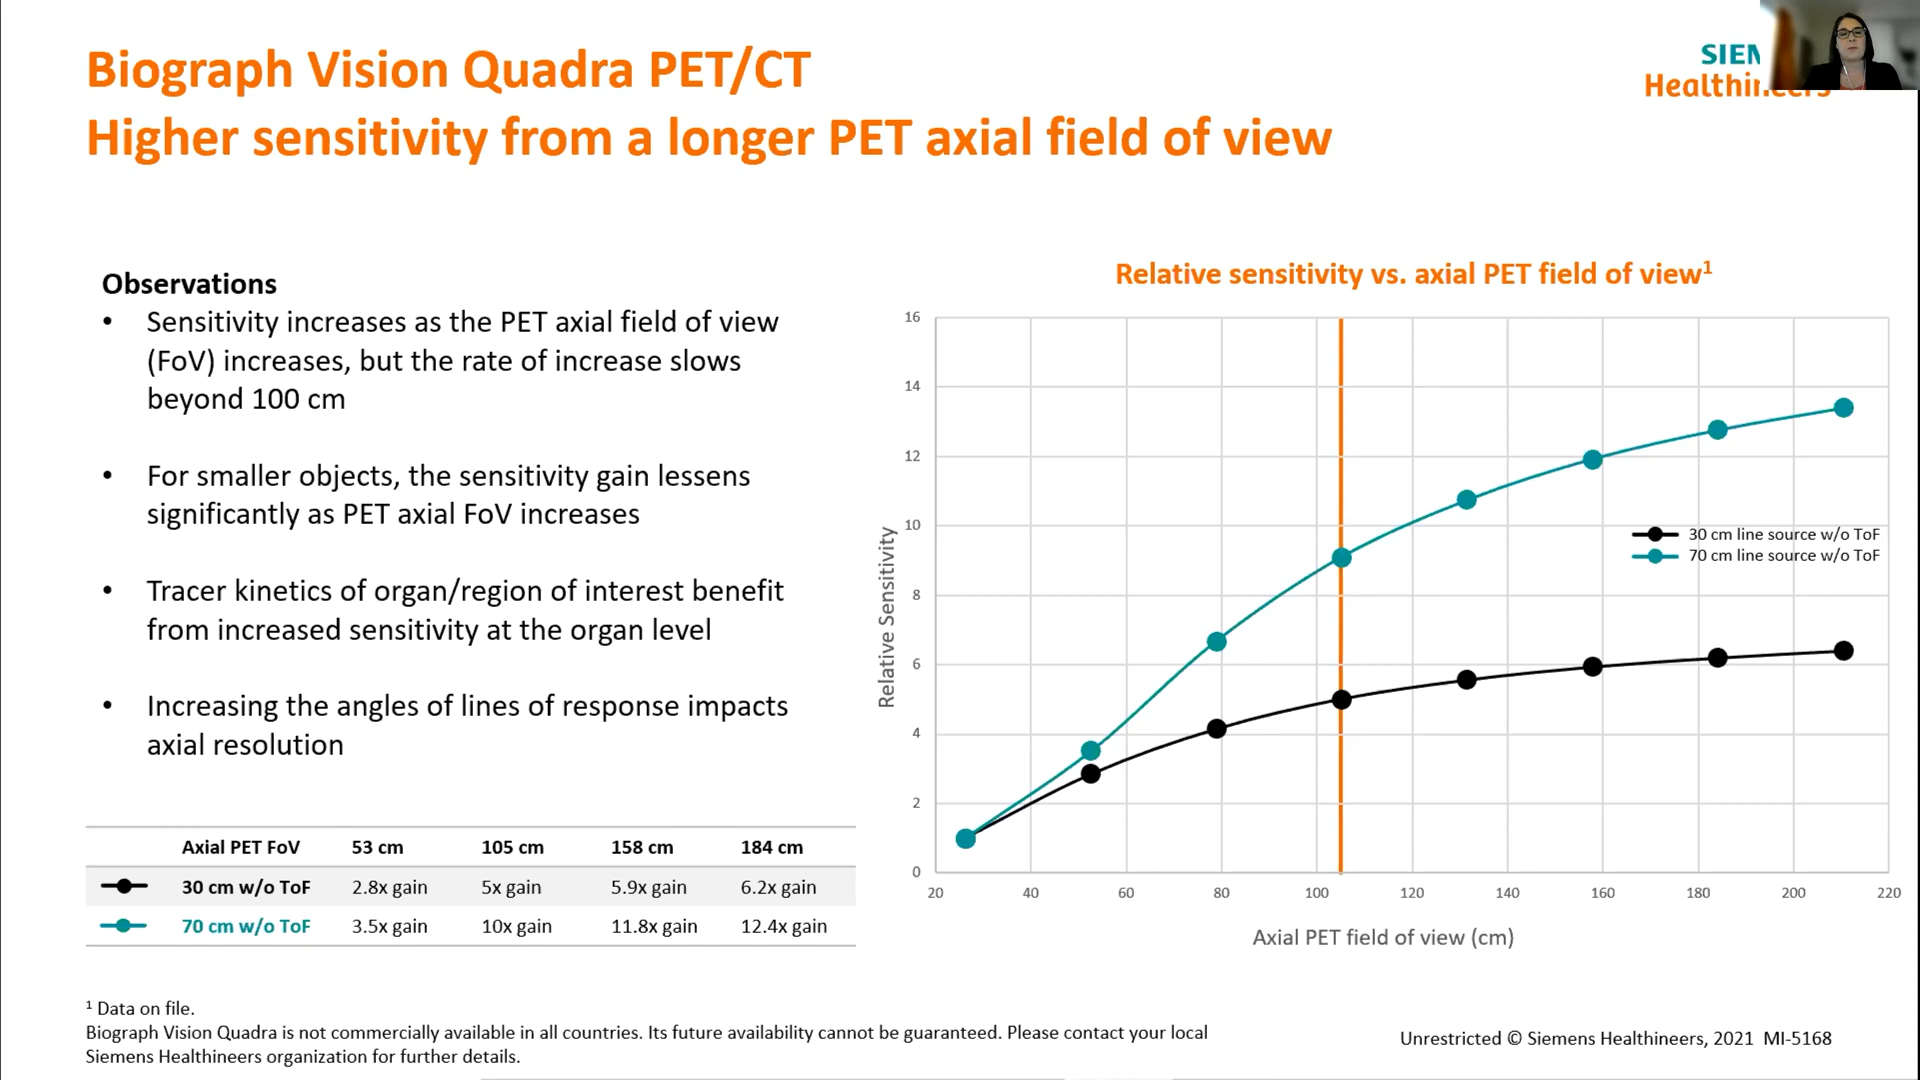 Biograph Vision Quadra PET/CT
Higher sensitivity from a longer PET axial field of view
SIEM
Healthineers
Observations
• Sensitivity increases as the PET axial field of view
(FoV) increases, but the rate of increase slows
beyond 100 cm
• For smaller objects, the sensitivity gain lessens
significantly as PET axial FoV increases
• Tracer kinetics of organ/region of interest benefit
from increased sensitivity at the organ level
• Increasing the angles of lines of response impacts
axial resolution
Axial PET FoV 53 cm 105 cm 158 cm 184 cm
30 cm w/o ToF 2.8x gain 5x gain 5.9x gain 6.2x gain
70 cm w/o ToF 3.5x gain 10x gain 11.8x gain 12.4x gain
Relative sensitivity vs. axial PET field of view¹
16
14
12
10
8
6
4
2
0
Relative Sensitivity
30 cm line source w/o ToF
70 cm line source w/o ToF
20 40 60 80 100 120 140 160 180 200 220
Axial PET field of view (cm)
¹ Data on file.
Biograph Vision Quadra is not commercially available in all countries. Its future availability cannot be guaranteed. Please contact your local
Siemens Healthineers organization for further details.
Unrestricted © Siemens Healthineers, 2021 MI-5168